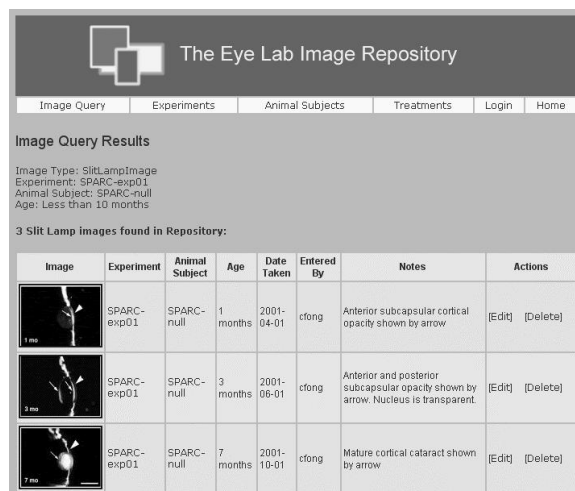 The Eye Lab Image Repository
Image Query Experiments Animal Subjects Treatments Login Home
Image Query Results
Image Type: SlitLampImage
Experiment: SPARC-exp01
Animal Subject: SPARC-null
Age: Less than 10 months
3 Slit Lamp images found in Repository:
Image Experiment Animal Subject Age Date Taken Entered By Notes Actions
1 mo
SPARC-exp01 SPARC-null 1 months 2001-04-01 cfong Anterior subcapsular cortical opacity shown by arrow [Edit] [Delete]
3 mo
SPARC-exp01 SPARC-null 3 months 2001-06-01 cfong Anterior and posterior subcapsular opacity shown by arrow. Nucleus is transparent. [Edit] [Delete]
7 mo
SPARC-exp01 SPARC-null 7 months 2001-10-01 cfong Mature cortical cataract shown by arrow [Edit] [Delete]